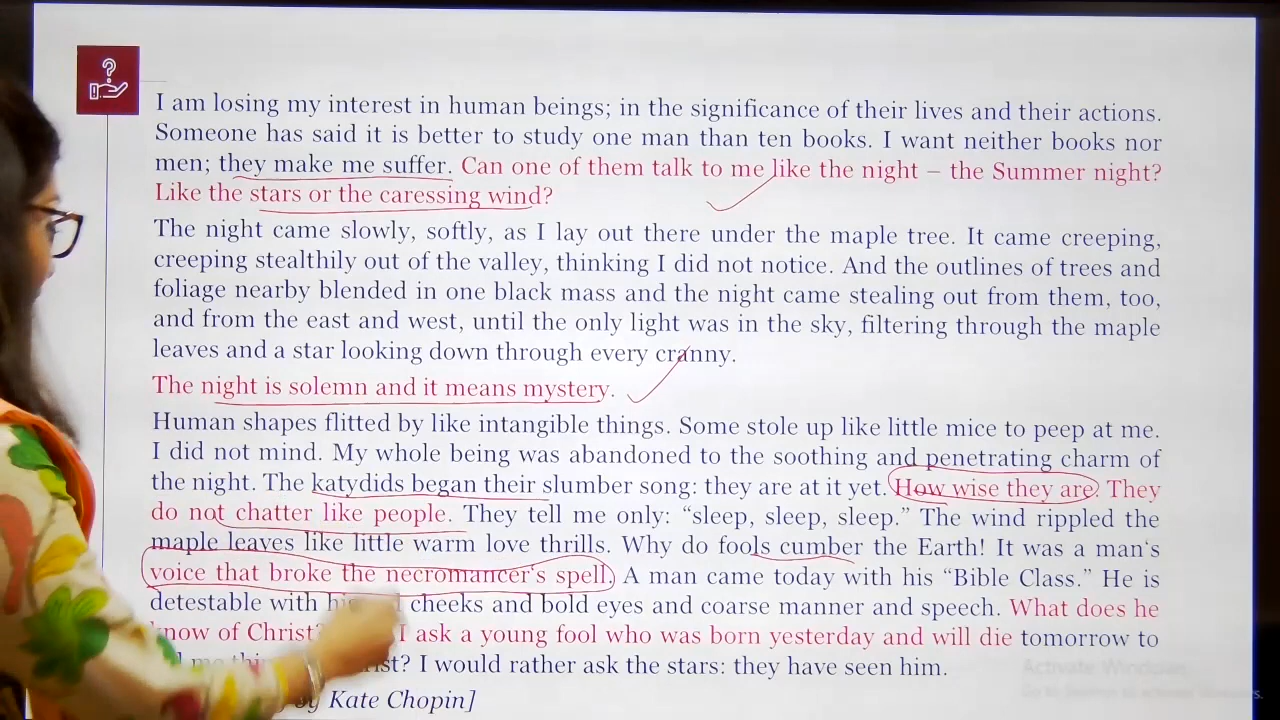 ?
I am losing my interest in human beings; in the significance of their lives and their actions.
Someone has said it is better to study one man than ten books. I want neither books nor
men; they make me suffer. Can one of them talk to me like the night – the Summer night?
Like the stars or the caressing wind?
The night came slowly, softly, as I lay out there under the maple tree. It came creeping,
creeping stealthily out of the valley, thinking I did not notice. And the outlines of trees and
foliage nearby blended in one black mass and the night came stealing out from them, too,
and from the east and west, until the only light was in the sky, filtering through the maple
leaves and a star looking down through every cranny.
The night is solemn and it means mystery.
Human shapes flitted by like intangible things. Some stole up like little mice to peep at me.
I did not mind. My whole being was abandoned to the soothing and penetrating charm of
the night. The katydids began their slumber song: they are at it yet. How wise they are. They
do not chatter like people. They tell me only: “sleep, sleep, sleep.” The wind rippled the
maple leaves like little warm love thrills. Why do fools cumber the Earth! It was a man‘s
voice that broke the necromancer‘s spell. A man came today with his “Bible Class.” He is
detestable with cheeks and bold eyes and coarse manner and speech. What does he
know of Christ? I ask a young fool who was born yesterday and will die tomorrow to
me I would rather ask the stars: they have seen him.
by Kate Chopin]
Activate Windows